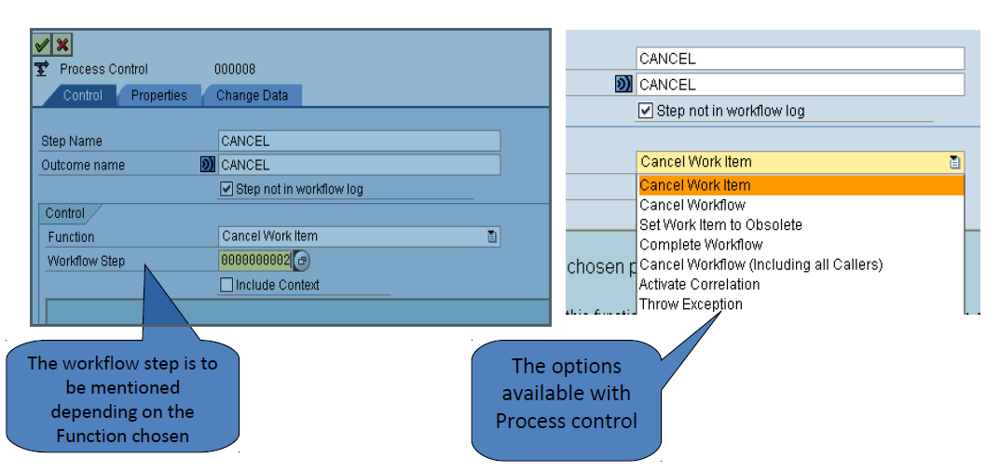 Process Control 000008
Control Properties Change Data
Step Name CANCEL
Outcome name CANCEL
Step not in workflow log
Control
Function Cancel Work Item
Workflow Step 0000000002
Include Context
The workflow step is to
be mentioned
depending on the
Function chosen
CANCEL
CANCEL
Step not in workflow log
Cancel Work Item
Cancel Work Item
Cancel Workflow
Set Work Item to Obsolete
Complete Workflow
Cancel Workflow (Including all Callers)
Activate Correlation
Throw Exception
chosen p
The options
available with
Process control